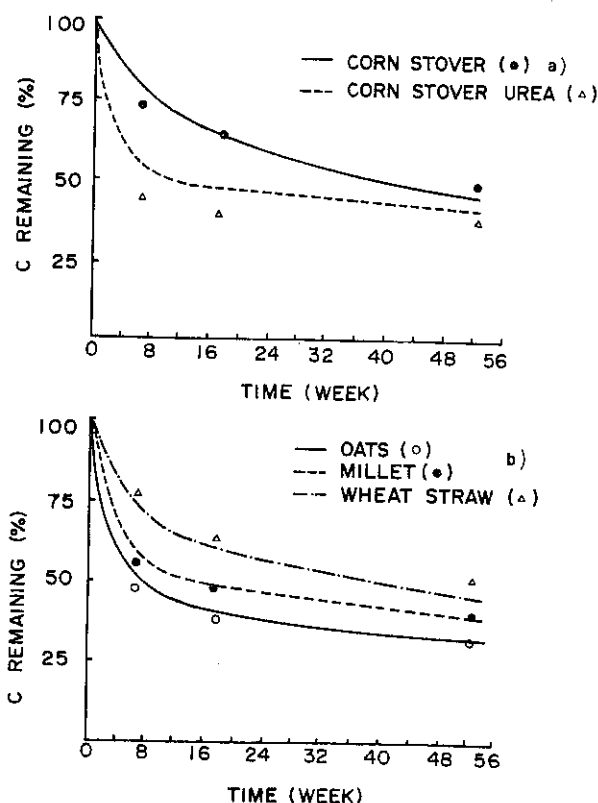 100
75
50
25
C REMAINING (%)
CORN STOVER (●) a)
CORN STOVER UREA (△)
0 8 16 24 32 40 48 56
TIME (WEEK)
100
75
50
25
C REMAINING (%)
OATS (○) b)
MILLET (●)
WHEAT STRAW (△)
0 8 16 24 32 40 48 56
TIME (WEEK)